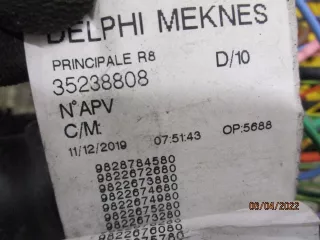 DELPHI MEKNES
PRINCIPALE R8 D/10
35238808
N°APV
C/M:
11/12/2019 07:51:43 OP:5688
9828784580
9822672680
9822673880
9822674680
9822674980
9822673280
9822676080
03/04/2022